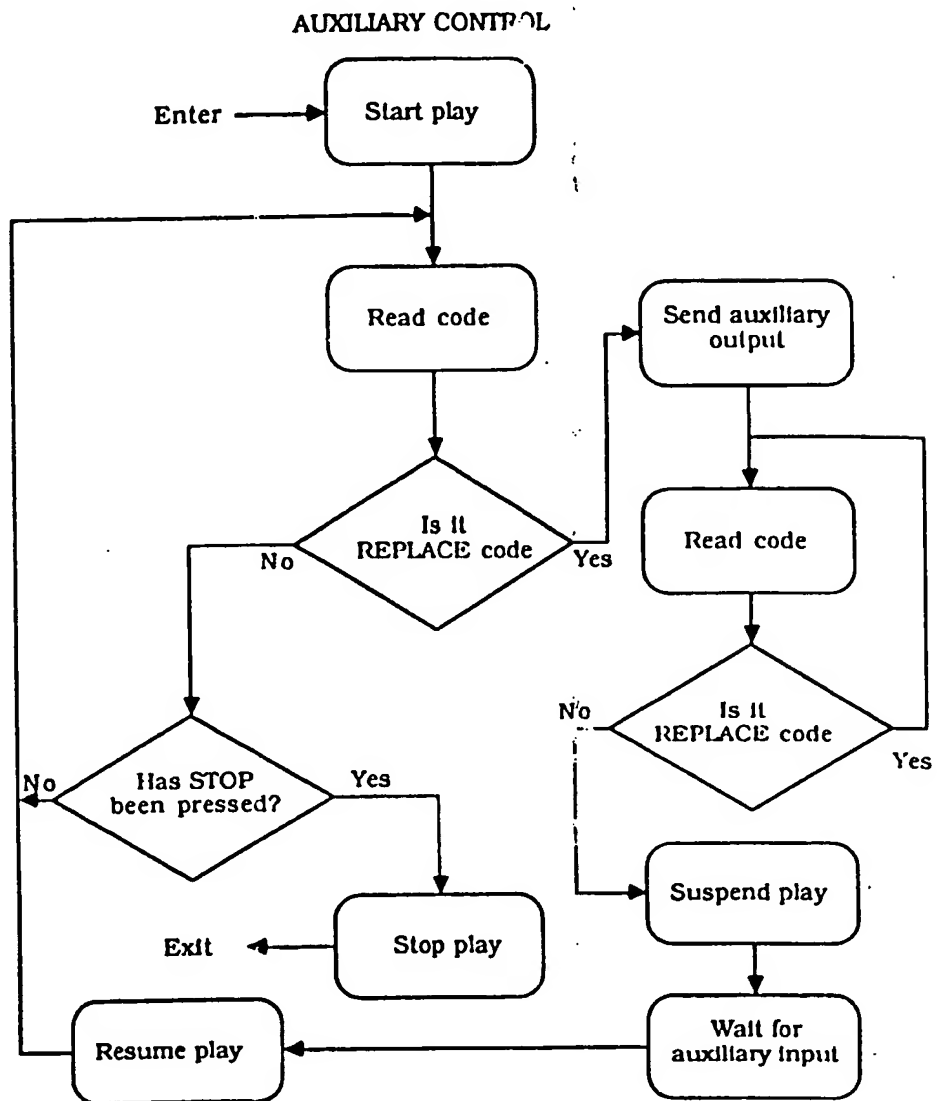 AUXILIARY CONTROL
Enter
Start play
Read code
Send auxiliary
output
Is it
REPLACE code
No
Yes
Read code
Is it
REPLACE code
No
Yes
Has STOP
been pressed?
No
Yes
Suspend play
Exit
Stop play
Wait for
auxiliary input
Resume play